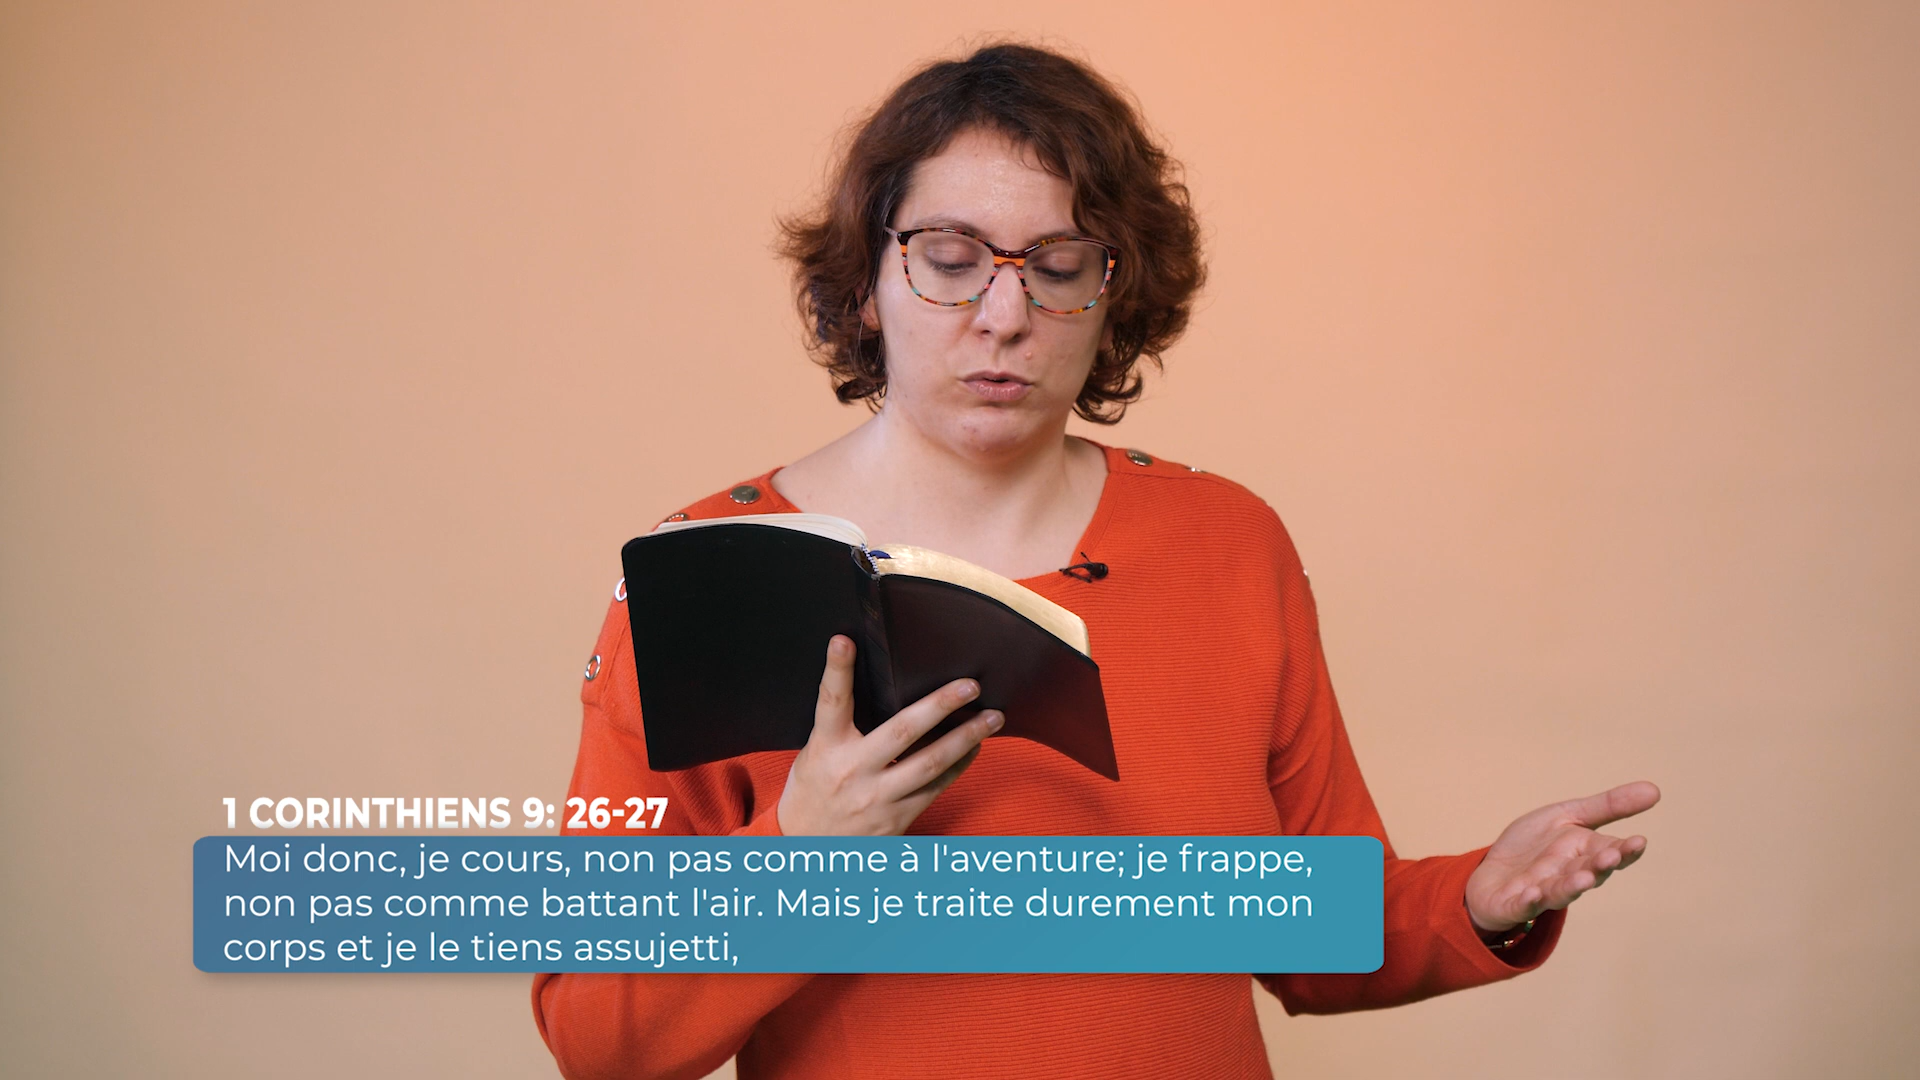 1 CORINTHIENS 9: 26-27
Moi donc, je cours, non pas comme à l'aventure; je frappe,
non pas comme battant l'air. Mais je traite durement mon
corps et je le tiens assujetti,